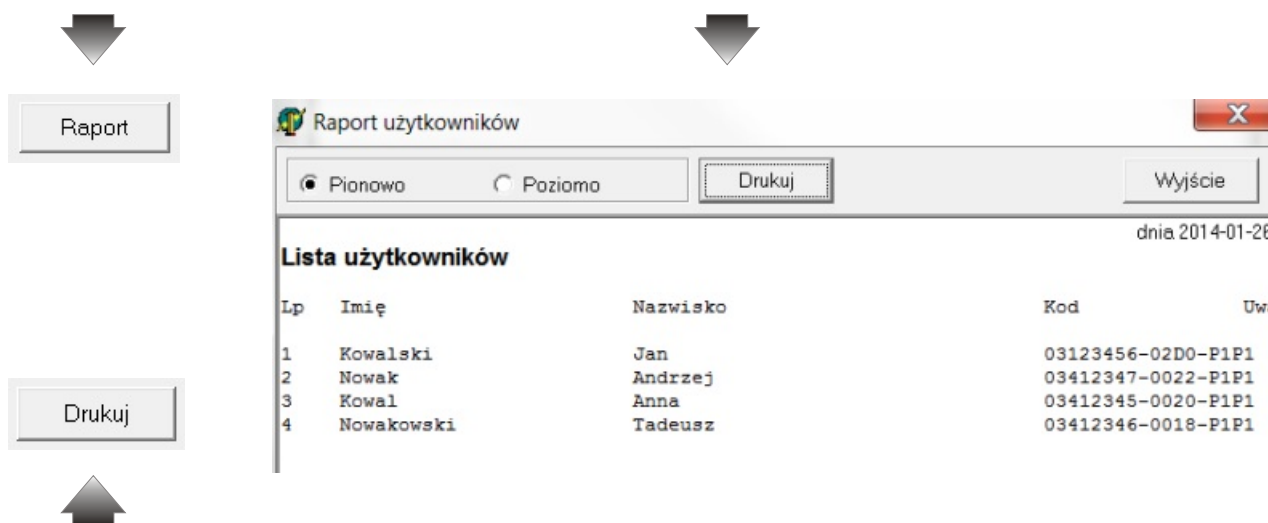 Raport
Raport użytkowników
Pionowo Poziomo Drukuj Wyjście
dnia 2014-01-26
Lista użytkowników
Lp Imię Nazwisko Kod Uw
1 Kowalski Jan 03123456-02D0-P1P1
2 Nowak Andrzej 03412347-0022-P1P1
3 Kowal Anna 03412345-0020-P1P1
4 Nowakowski Tadeusz 03412346-0018-P1P1
Drukuj